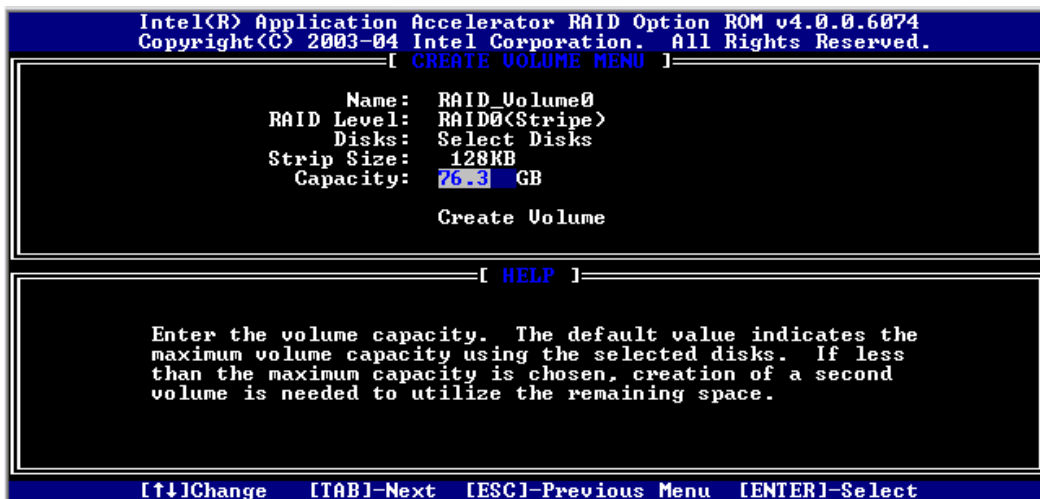 Intel(R) Application Accelerator RAID Option ROM v4.0.0.6074
Copyright(C) 2003-04 Intel Corporation.  All Rights Reserved.
[ CREATE VOLUME MENU ]
Name: RAID_Volume0
RAID Level: RAID0(Stripe)
Disks: Select Disks
Strip Size: 128KB
Capacity: 76.3 GB
Create Volume
[ HELP ]
Enter the volume capacity.  The default value indicates the
maximum volume capacity using the selected disks.  If less
than the maximum capacity is chosen, creation of a second
volume is needed to utilize the remaining space.
[↑↓]Change [TAB]-Next [ESC]-Previous Menu [ENTER]-Select